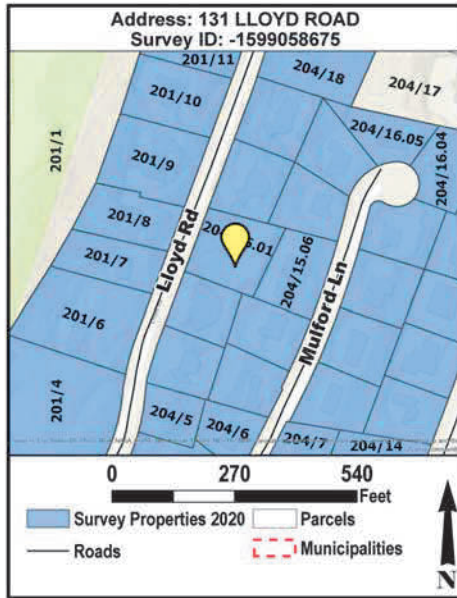 Address: 131 LLOYD ROAD
Survey ID: -1599058675
201/11
204/18
204/17
201/10
201/1
204/16.05
204/16.04
201/9
201/8
Lloyd-Rd
204/15.06
201/7
Mulford-Ln
201/6
201/4
204/5
204/6
204/7
204/14
0
270
540
Feet
Survey Properties 2020
Parcels
Roads
Municipalities
N